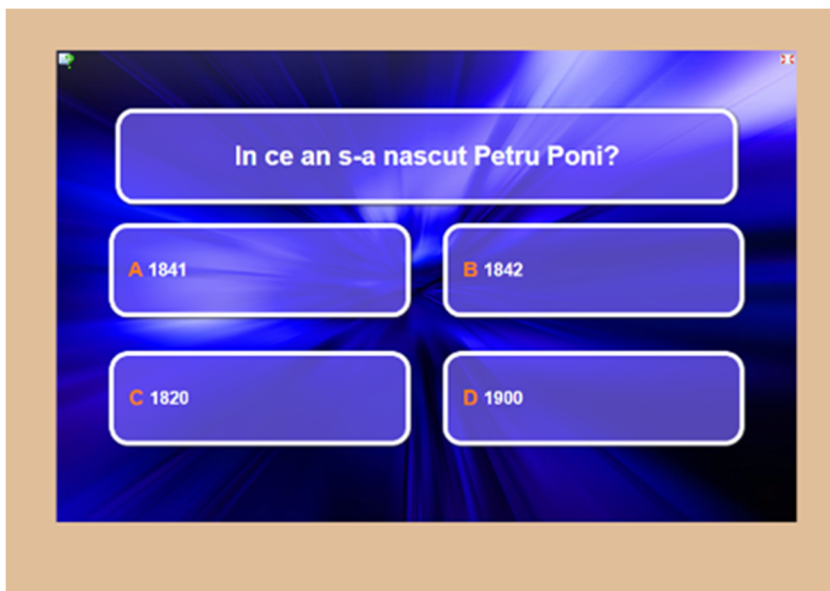 In ce an s-a nascut Petru Poni?
A 1841
B 1842
C 1820
D 1900